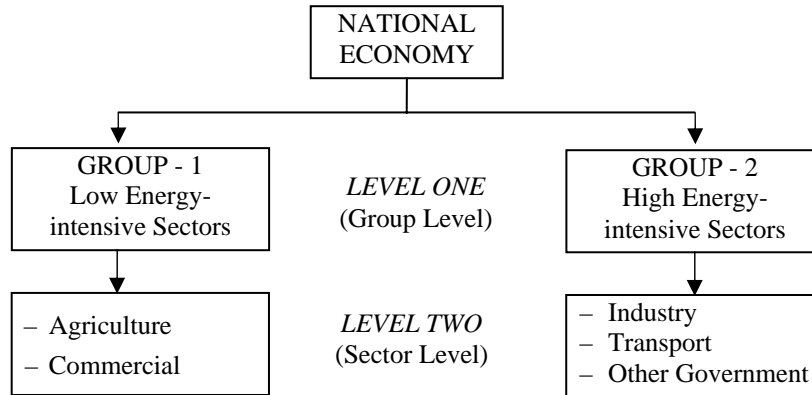 NATIONAL
ECONOMY
GROUP - 1
Low Energy-
intensive Sectors
LEVEL ONE
(Group Level)
GROUP - 2
High Energy-
intensive Sectors
– Agriculture
– Commercial
LEVEL TWO
(Sector Level)
– Industry
– Transport
– Other Government